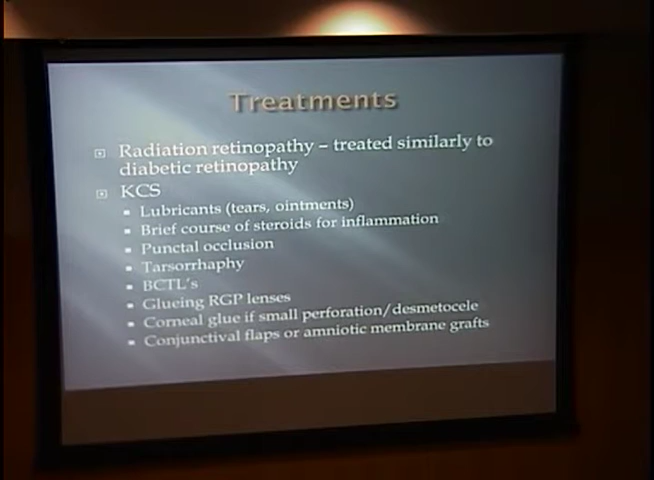 Treatments
Radiation retinopathy – treated similarly to
diabetic retinopathy
KCS
Lubricants (tears, ointments)
Brief course of steroids for inflammation
Punctal occlusion
Tarsorrhaphy
BCTL's
Glueing RGP lenses
Corneal glue if small perforation/desmetocele
Conjunctival flaps or amniotic membrane grafts